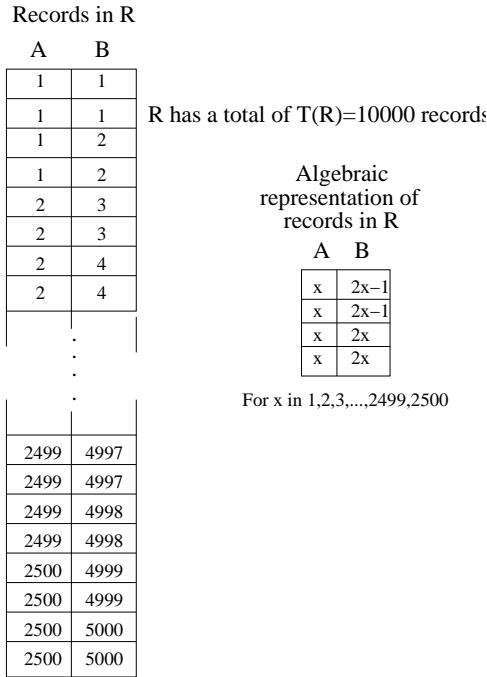 Records in R
A B
1 1
1 1
1 2
1 2
2 3
2 3
2 4
2 4
.
.
.
.
2499 4997
2499 4997
2499 4998
2499 4998
2500 4999
2500 4999
2500 5000
2500 5000
R has a total of T(R)=10000 records
Algebraic
representation of
records in R
A B
x 2x−1
x 2x−1
x 2x
x 2x
For x in 1,2,3,...,2499,2500